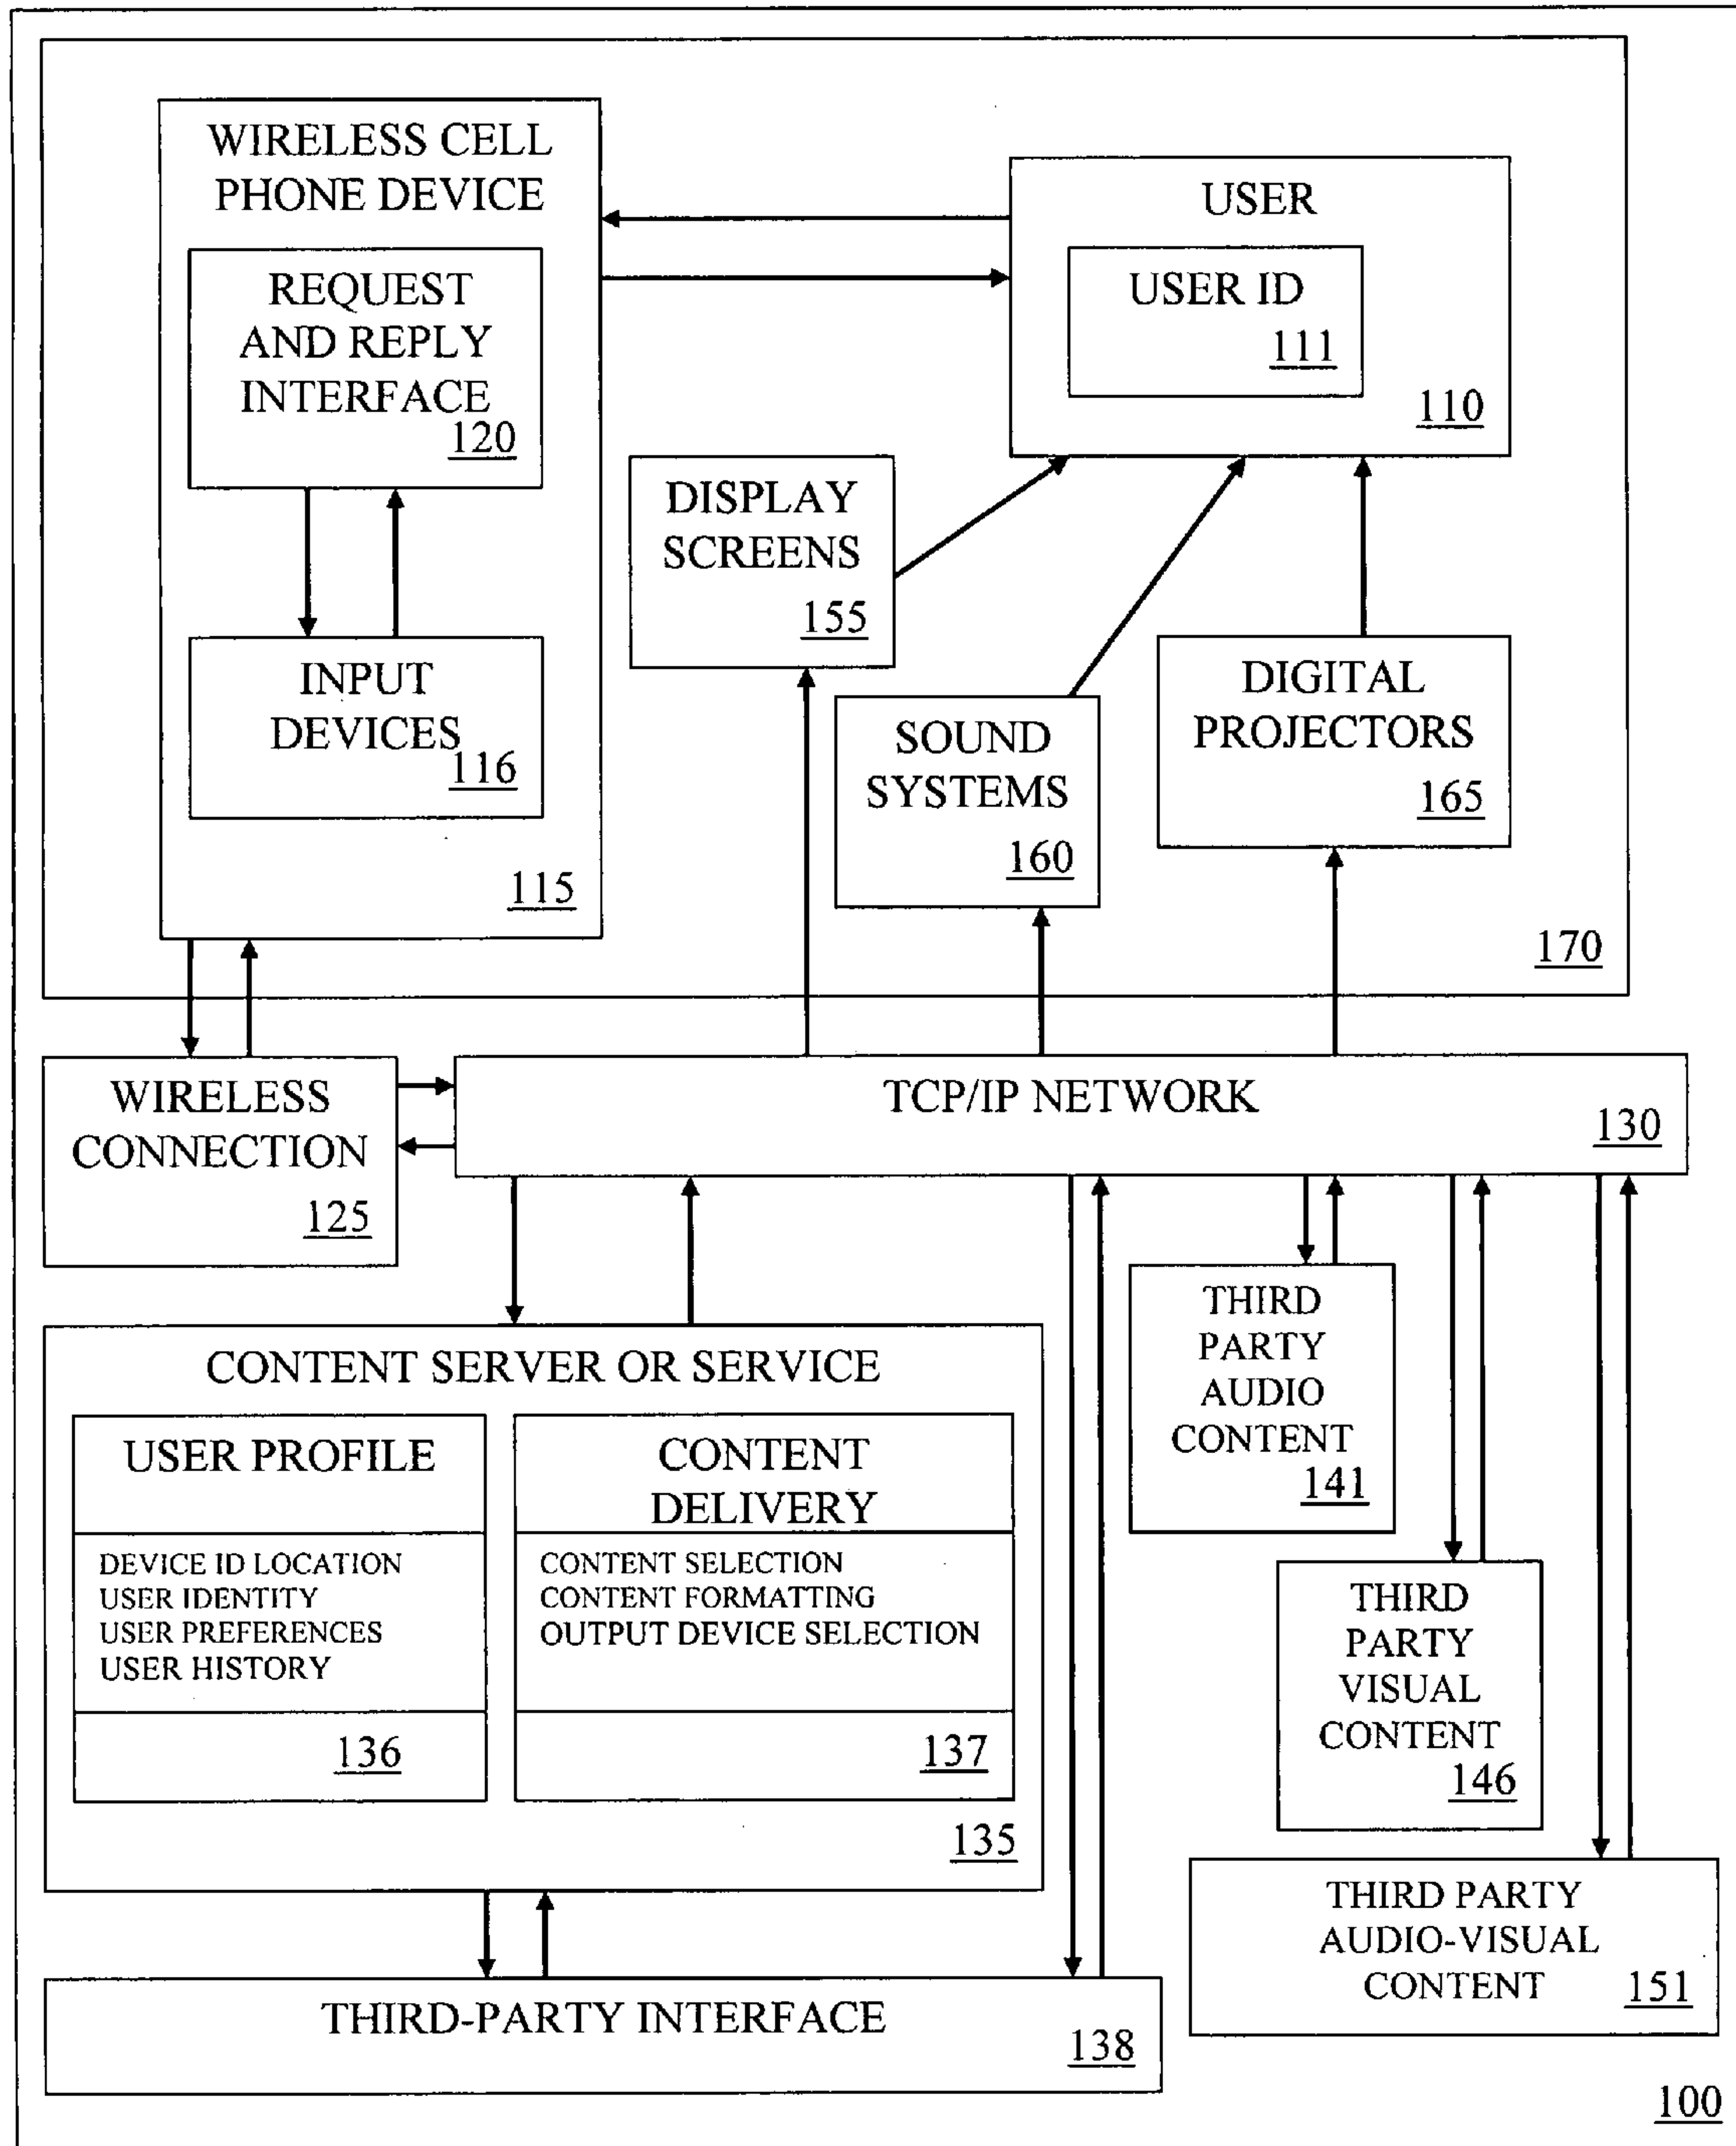 WIRELESS CELL
PHONE DEVICE
REQUEST
AND REPLY
INTERFACE
120
INPUT
DEVICES
116
115
USER
USER ID
111
110
DISPLAY
SCREENS
155
SOUND
SYSTEMS
160
DIGITAL
PROJECTORS
165
170
WIRELESS
CONNECTION
125
TCP/IP NETWORK
130
CONTENT SERVER OR SERVICE
USER PROFILE
DEVICE ID LOCATION
USER IDENTITY
USER PREFERENCES
USER HISTORY
136
CONTENT
DELIVERY
CONTENT SELECTION
CONTENT FORMATTING
OUTPUT DEVICE SELECTION
137
135
THIRD
PARTY
AUDIO
CONTENT
141
THIRD
PARTY
VISUAL
CONTENT
146
THIRD PARTY
AUDIO-VISUAL
CONTENT
151
THIRD-PARTY INTERFACE
138
100